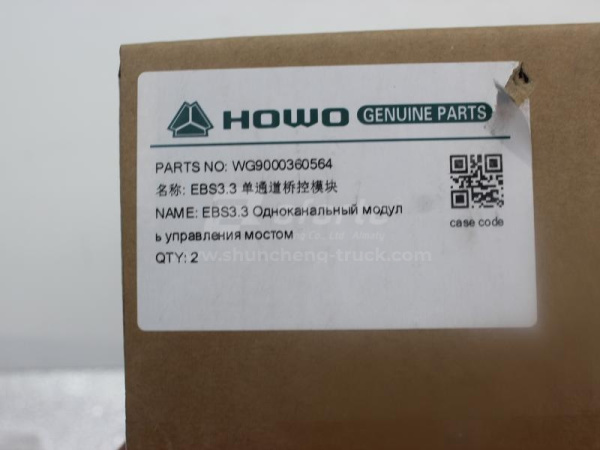 HOWO GENUINE PARTS
PARTS NO: WG9000360564
名称: EBS3.3 单通道桥控模块
NAME: EBS3.3 Одноканальный модул
ь управления мостом
QTY: 2
case code
www.shuncheng-truck.com